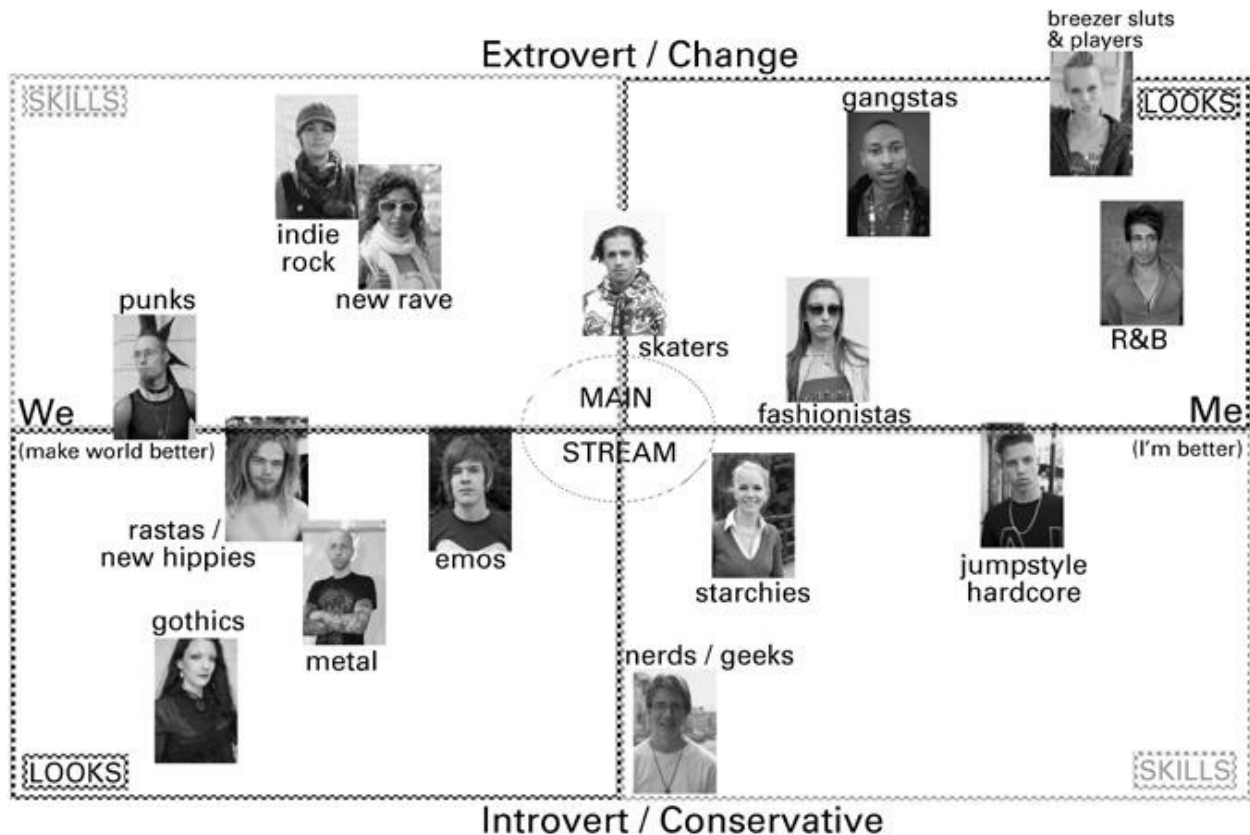 breezer sluts
& players
Extrovert / Change
SKILLS
LOOKS
gangstas
indie
rock
new rave
punks
skaters
R&B
MAIN
fashionistas
We
Me
(make world better)
STREAM
(I'm better)
rastas /
new hippies
emos
starchies
jumpstyle
hardcore
gothics
metal
nerds / geeks
LOOKS
SKILLS
Introvert / Conservative